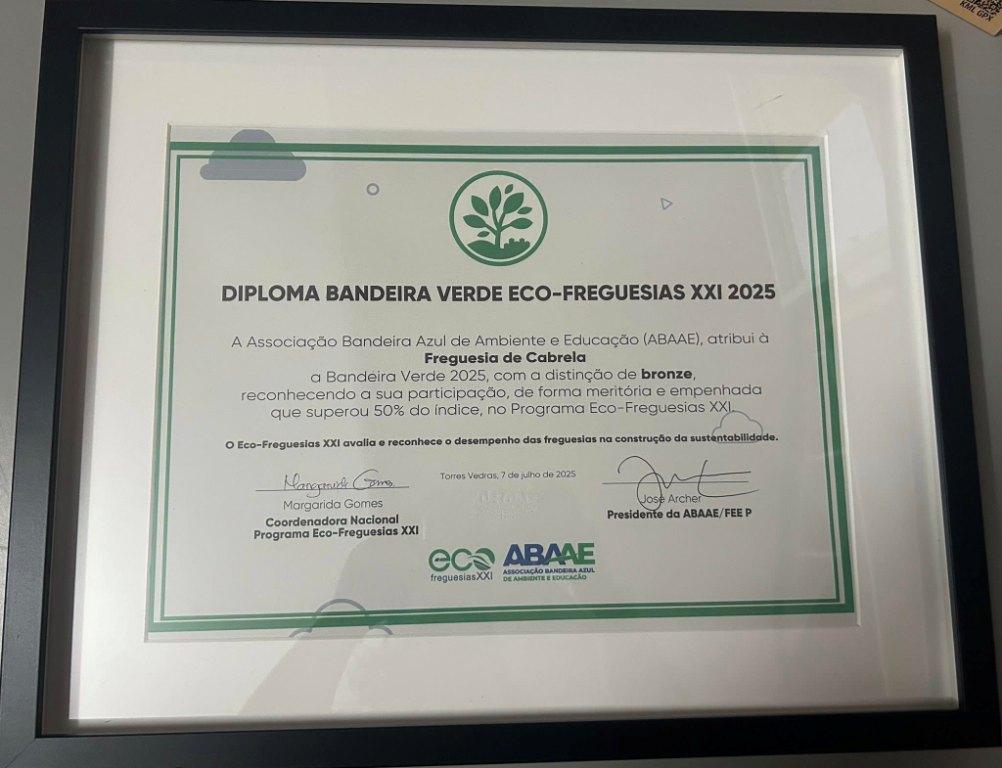 KML GPX
DIPLOMA BANDEIRA VERDE ECO-FREGUESIAS XXI 2025
A Associação Bandeira Azul de Ambiente e Educação (ABAAE), atribui à
Freguesia de Cabrela
a Bandeira Verde 2025, com a distinção de bronze,
reconhecendo a sua participação, de forma meritória e empenhada
que superou 50% do índice, no Programa Eco-Freguesias XXI.
O Eco-Freguesias XXI avalia e reconhece o desempenho das freguesias na construção da sustentabilidade.
Torres Vedras, 7 de julho de 2025
Margarida Gomes
Margarida Gomes
Coordenadora Nacional
Programa Eco-Freguesias XXI
José Archer
Presidente da ABAAE/FEE P
eco
freguesiasXXI
ABAAE
ASSOCIAÇÃO BANDEIRA AZUL
DE AMBIENTE E EDUCAÇÃO